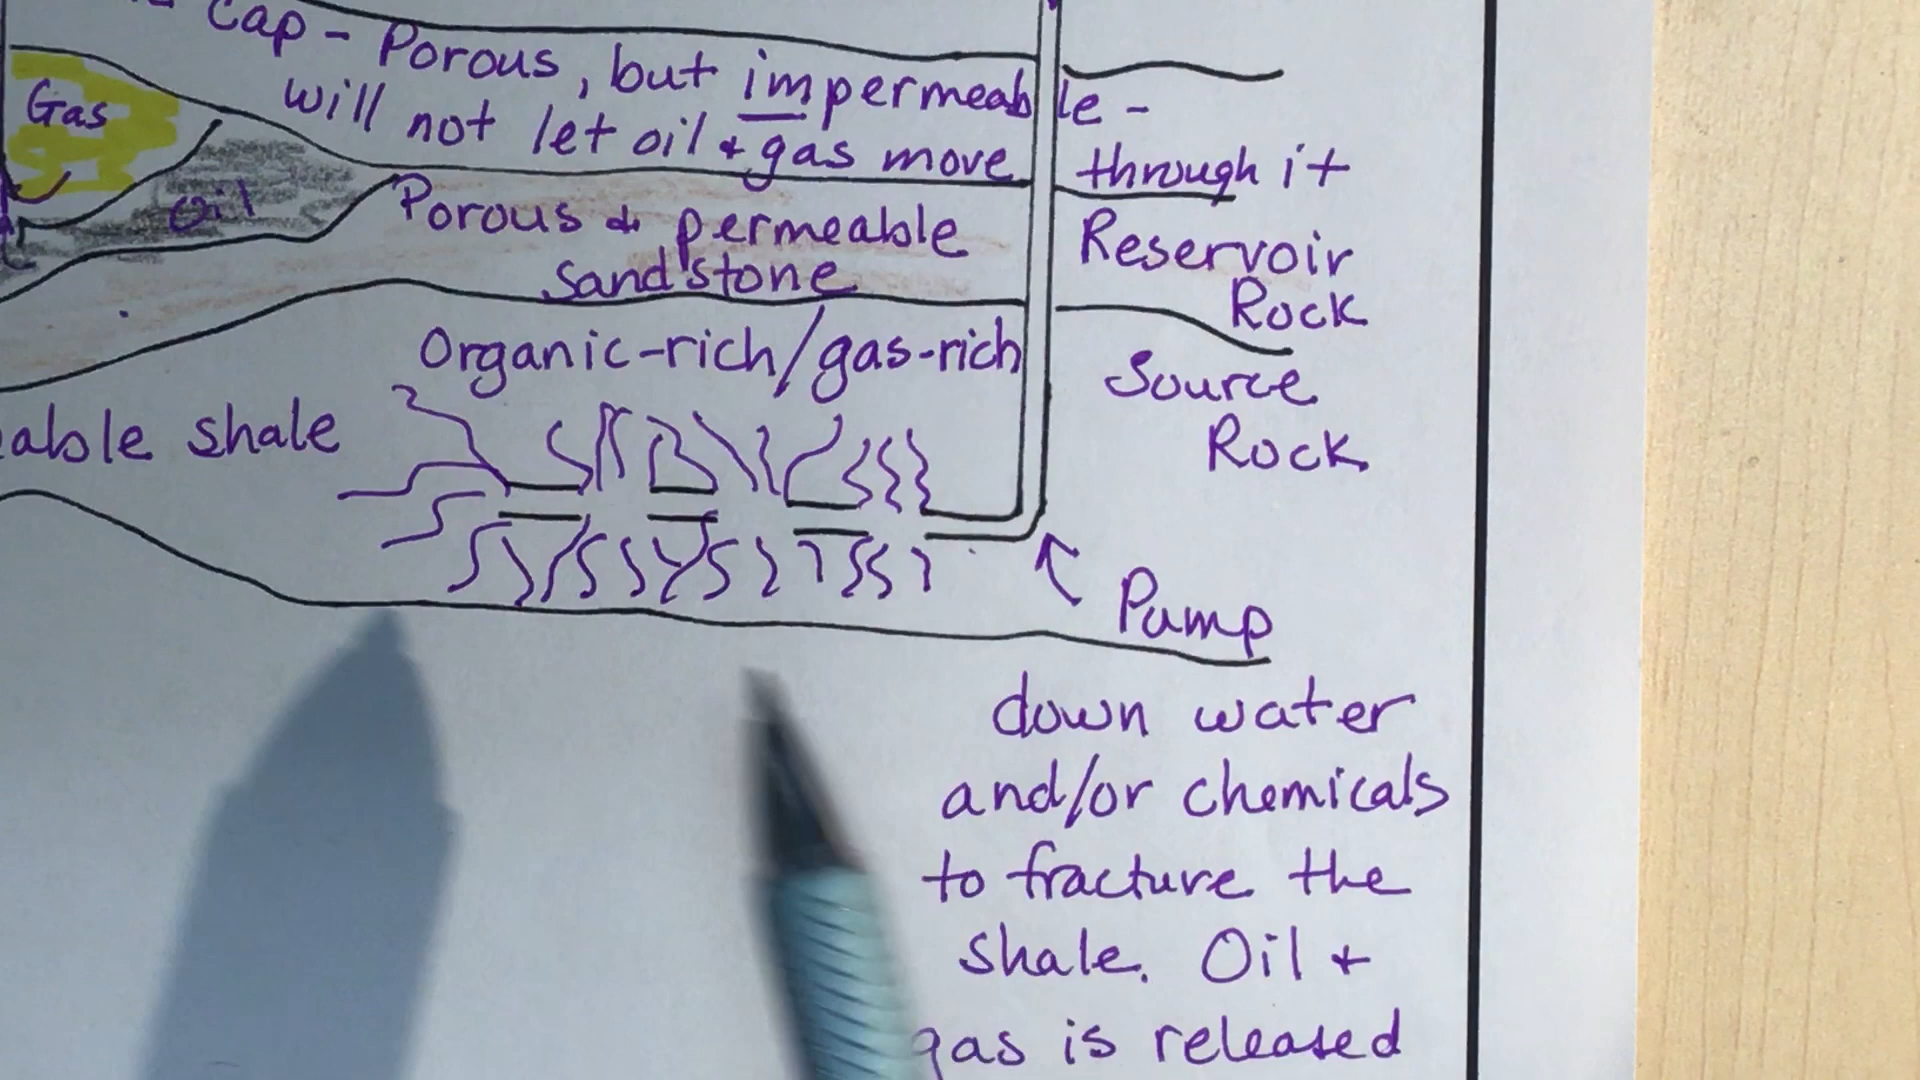 Cap - Porous, but impermeable -
will not let oil + gas move through it
Gas
Oil
Porous & permeable
sandstone
Reservoir
Rock
Organic-rich/gas-rich
Source
Rock
shale
Pump
down water
and/or chemicals
to fracture the
shale. Oil +
gas is released